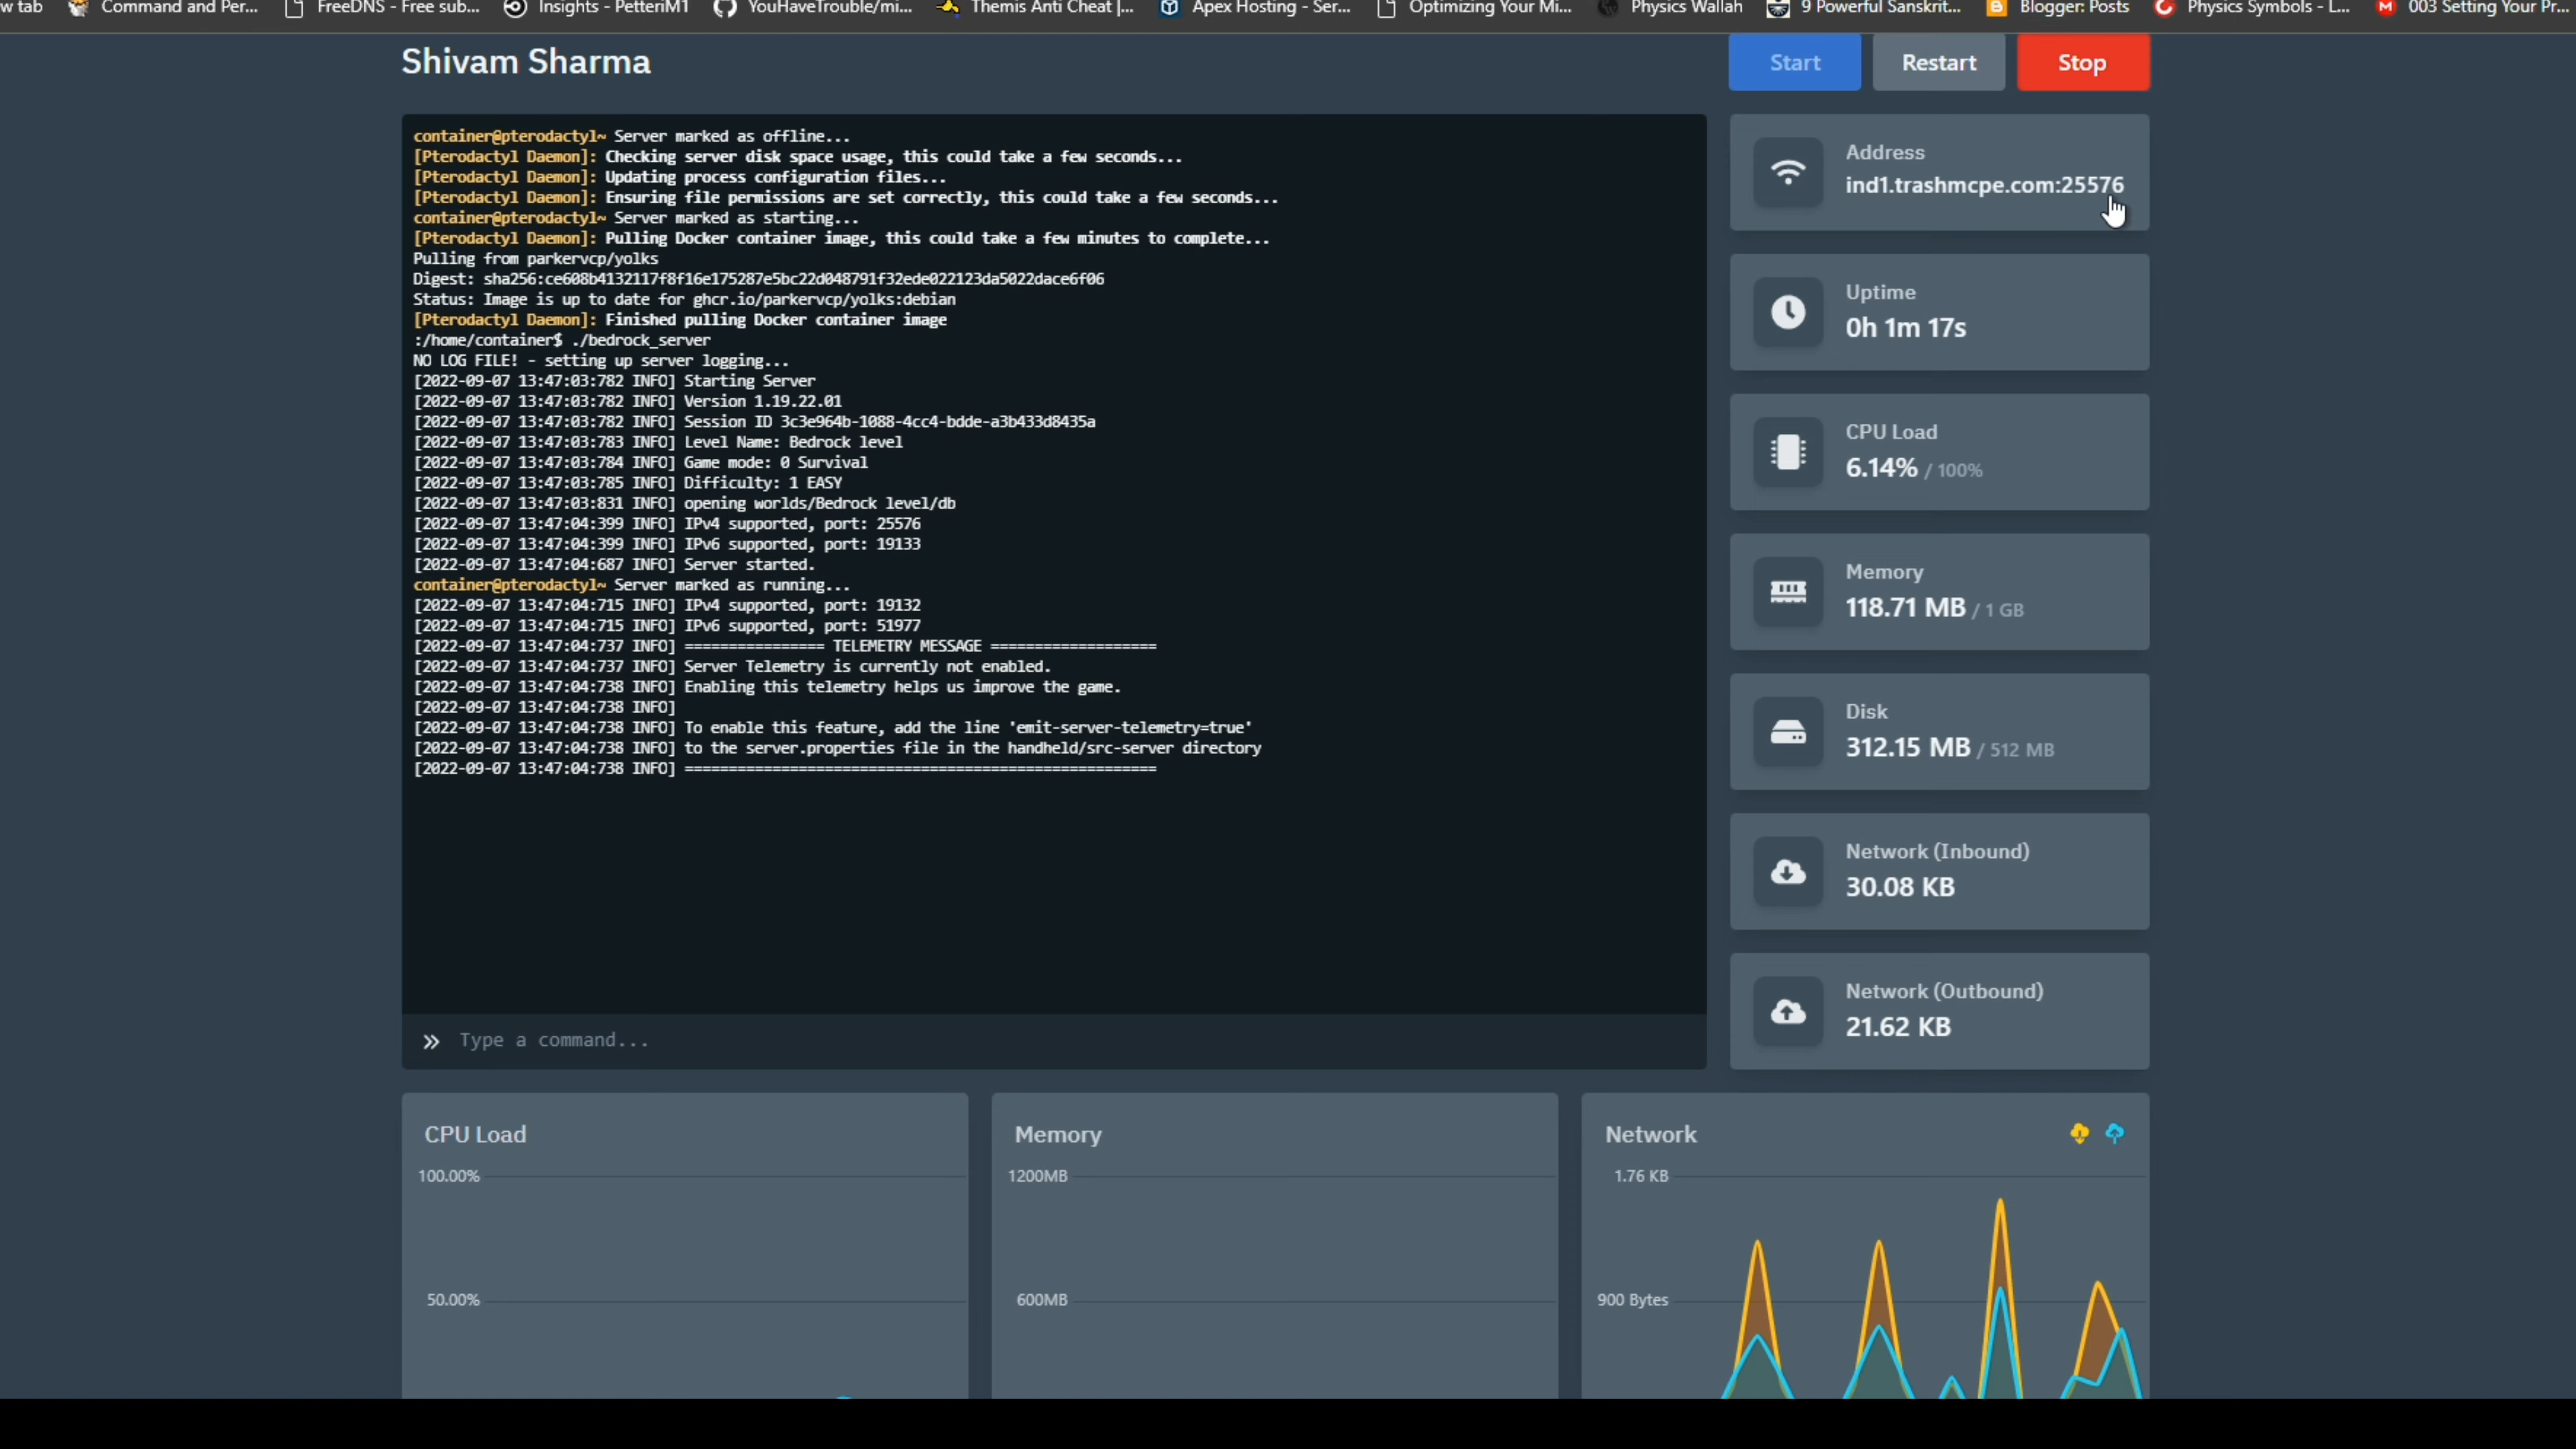 w tab Command and Per... FreeDNS - Free sub... Insights - PetteriM1 YouHaveTrouble/mi... Themis Anti Cheat |... Apex Hosting - Ser... Optimizing Your Mi... Physics Wallah 9 Powerful Sanskrit... Blogger: Posts Physics Symbols - L... 003 Setting Your Pr...
Shivam Sharma
Start
Restart
Stop
container@pterodactyl~ Server marked as offline...
[Pterodactyl Daemon]: Checking server disk space usage, this could take a few seconds...
[Pterodactyl Daemon]: Updating process configuration files...
[Pterodactyl Daemon]: Ensuring file permissions are set correctly, this could take a few seconds...
container@pterodactyl~ Server marked as starting...
[Pterodactyl Daemon]: Pulling Docker container image, this could take a few minutes to complete...
Pulling from parkervcp/yolks
Digest: sha256:ce608b4132117f8f16e175287e5bc22d048791f32ede022123da5022dace6f06
Status: Image is up to date for ghcr.io/parkervcp/yolks:debian
[Pterodactyl Daemon]: Finished pulling Docker container image
:/home/container$ ./bedrock_server
NO LOG FILE! - setting up server logging...
[2022-09-07 13:47:03:782 INFO] Starting Server
[2022-09-07 13:47:03:782 INFO] Version 1.19.22.01
[2022-09-07 13:47:03:782 INFO] Session ID 3c3e964b-1088-4cc4-bdde-a3b433d8435a
[2022-09-07 13:47:03:783 INFO] Level Name: Bedrock level
[2022-09-07 13:47:03:784 INFO] Game mode: 0 Survival
[2022-09-07 13:47:03:785 INFO] Difficulty: 1 EASY
[2022-09-07 13:47:03:831 INFO] opening worlds/Bedrock level/db
[2022-09-07 13:47:04:399 INFO] IPv4 supported, port: 25576
[2022-09-07 13:47:04:399 INFO] IPv6 supported, port: 19133
[2022-09-07 13:47:04:687 INFO] Server started.
container@pterodactyl~ Server marked as running...
[2022-09-07 13:47:04:715 INFO] IPv4 supported, port: 19132
[2022-09-07 13:47:04:715 INFO] IPv6 supported, port: 51977
[2022-09-07 13:47:04:737 INFO] ================ TELEMETRY MESSAGE ===================
[2022-09-07 13:47:04:737 INFO] Server Telemetry is currently not enabled.
[2022-09-07 13:47:04:738 INFO] Enabling this telemetry helps us improve the game.
[2022-09-07 13:47:04:738 INFO]
[2022-09-07 13:47:04:738 INFO] To enable this feature, add the line 'emit-server-telemetry=true'
[2022-09-07 13:47:04:738 INFO] to the server.properties file in the handheld/src-server directory
[2022-09-07 13:47:04:738 INFO] ======================================================
» Type a command...
Address
ind1.trashmcpe.com:25576
Uptime
0h 1m 17s
CPU Load
6.14% / 100%
Memory
118.71 MB / 1 GB
Disk
312.15 MB / 512 MB
Network (Inbound)
30.08 KB
Network (Outbound)
21.62 KB
CPU Load
100.00%
50.00%
Memory
1200MB
600MB
Network
1.76 KB
900 Bytes